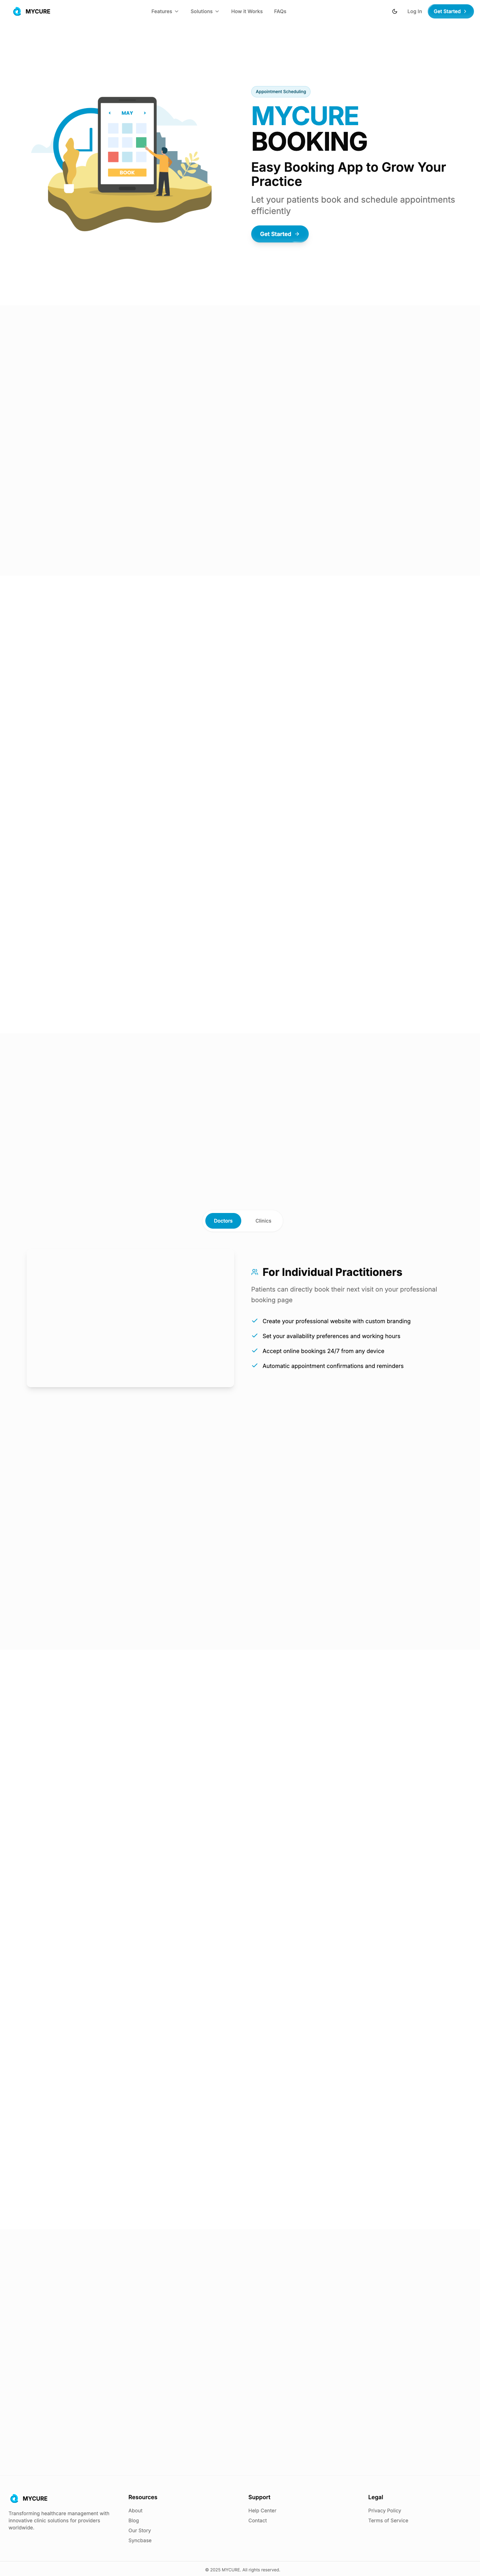 MYCURE
Features
Solutions
How it Works
FAQs
Log In
Get Started
MAY
BOOK
Appointment Scheduling
MYCURE
BOOKING
Easy Booking App to Grow Your
Practice
Let your patients book and schedule appointments
efficiently
Get Started
Doctors
Clinics
For Individual Practitioners
Patients can directly book their next visit on your professional
booking page
Create your professional website with custom branding
Set your availability preferences and working hours
Accept online bookings 24/7 from any device
Automatic appointment confirmations and reminders
MYCURE
Transforming healthcare management with
innovative clinic solutions for providers
worldwide.
Resources
About
Blog
Our Story
Syncbase
Support
Help Center
Contact
Legal
Privacy Policy
Terms of Service
© 2025 MYCURE. All rights reserved.